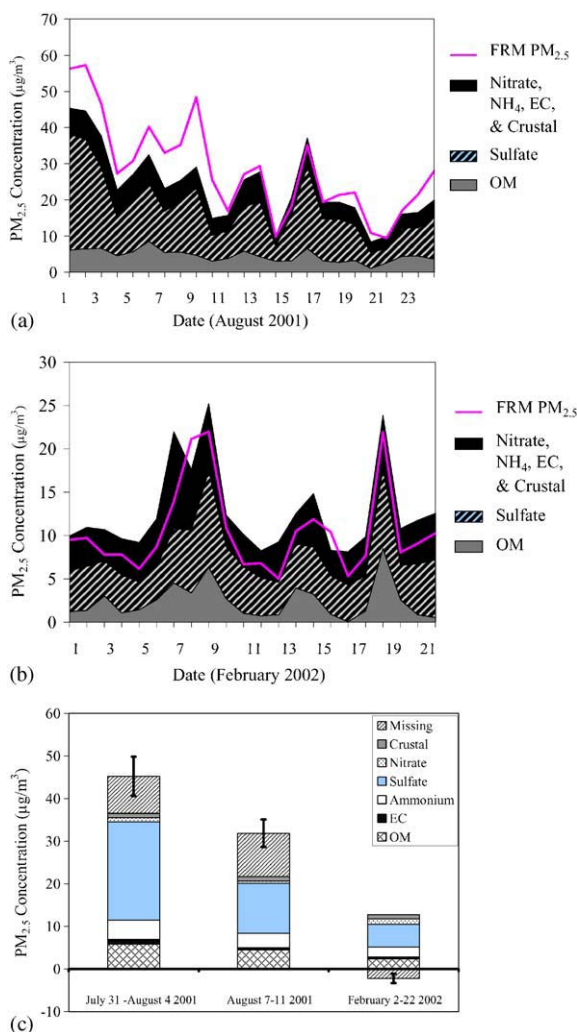 70
60
50
40
30
20
10
0
PM2.5 Concentration (µg/m³)
1 3 5 7 9 11 13 15 17 19 21 23
Date (August 2001)
FRM PM2.5
Nitrate,
NH4, EC,
& Crustal
Sulfate
OM
(a)
30
25
20
15
10
5
0
PM2.5 Concentration (µg/m³)
1 3 5 7 9 11 13 15 17 19 21
Date (February 2002)
FRM PM2.5
Nitrate,
NH4, EC,
& Crustal
Sulfate
OM
(b)
60
50
40
30
20
10
0
-10
PM2.5 Concentration (µg/m³)
Missing
Crustal
Nitrate
Sulfate
Ammonium
EC
OM
July 31 -August 4 2001 August 7-11 2001 February 2-22 2002
(c)